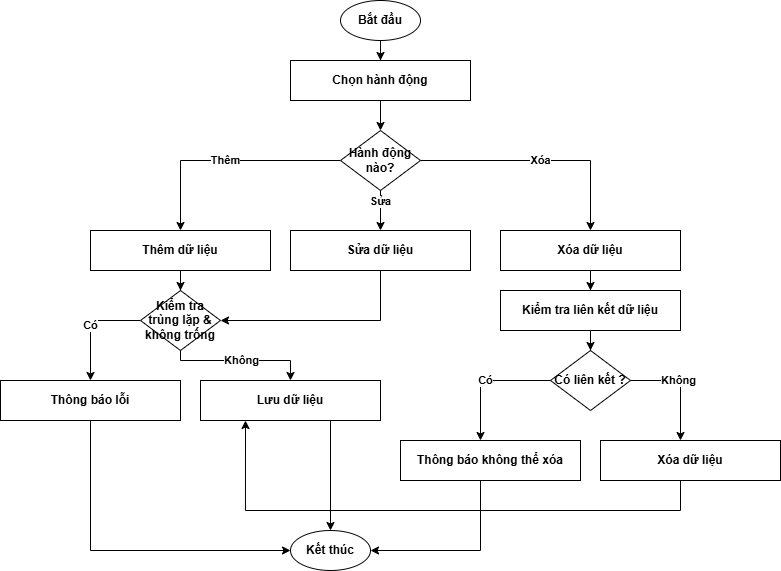 Bắt đầu
Chọn hành động
Hành động
nào?
Thêm
Xóa
Sửa
Thêm dữ liệu
Sửa dữ liệu
Xóa dữ liệu
Kiểm tra
trùng lặp &
không trống
Kiểm tra liên kết dữ liệu
Có
Không
Có liên kết ?
Có
Không
Thông báo lỗi
Lưu dữ liệu
Thông báo không thể xóa
Xóa dữ liệu
Kết thúc